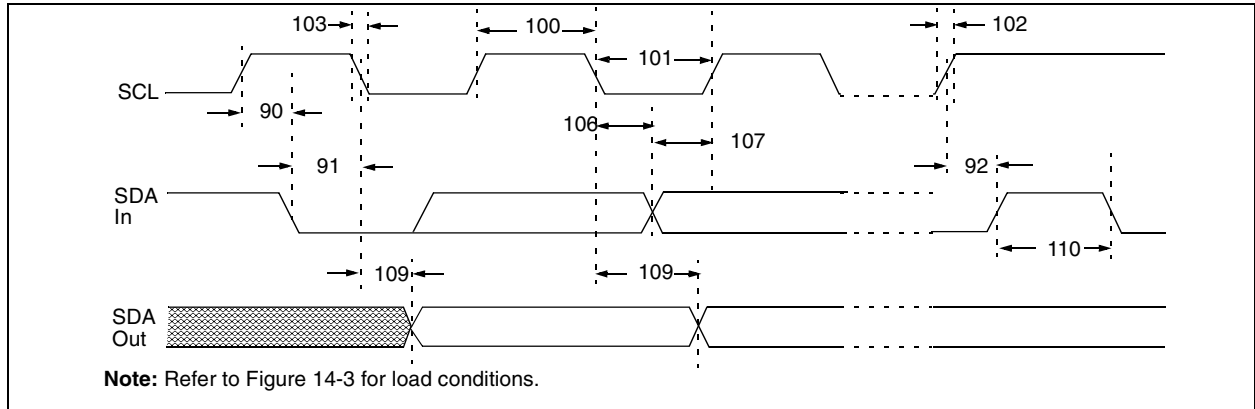 103
100
102
101
SCL
90
106
107
91
92
SDA
In
109
109
110
SDA
Out
Note: Refer to Figure 14-3 for load conditions.